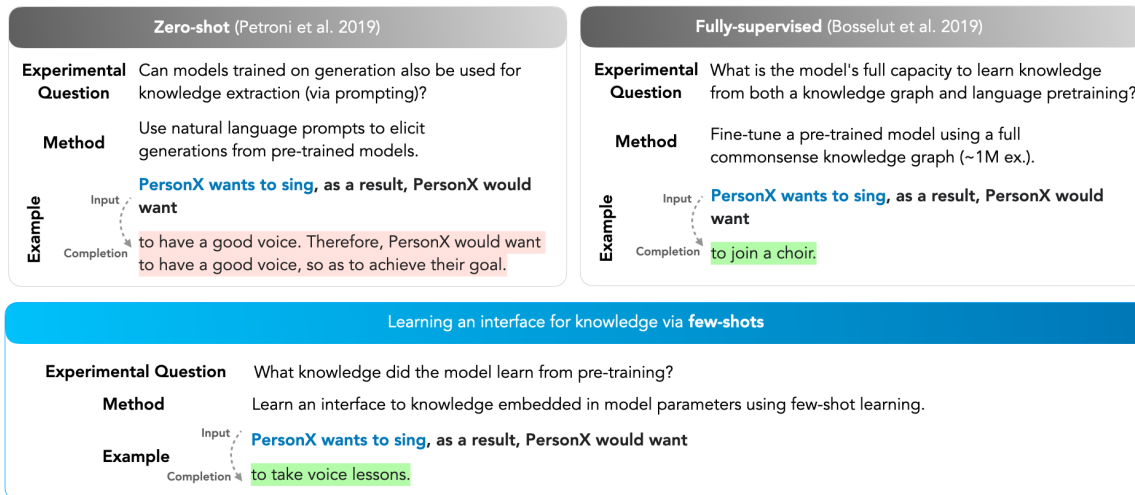 Zero-shot (Petroni et al. 2019)
Experimental Question
Can models trained on generation also be used for
knowledge extraction (via prompting)?
Method
Use natural language prompts to elicit
generations from pre-trained models.
Example
Input
PersonX wants to sing, as a result, PersonX would
want
Completion
to have a good voice. Therefore, PersonX would want
to have a good voice, so as to achieve their goal.
Fully-supervised (Bosselut et al. 2019)
Experimental Question
What is the model's full capacity to learn knowledge
from both a knowledge graph and language pretraining?
Method
Fine-tune a pre-trained model using a full
commonsense knowledge graph (~1M ex.).
Example
Input
PersonX wants to sing, as a result, PersonX would
want
Completion
to join a choir.
Learning an interface for knowledge via few-shots
Experimental Question
What knowledge did the model learn from pre-training?
Method
Learn an interface to knowledge embedded in model parameters using few-shot learning.
Example
Input
PersonX wants to sing, as a result, PersonX would want
Completion
to take voice lessons.